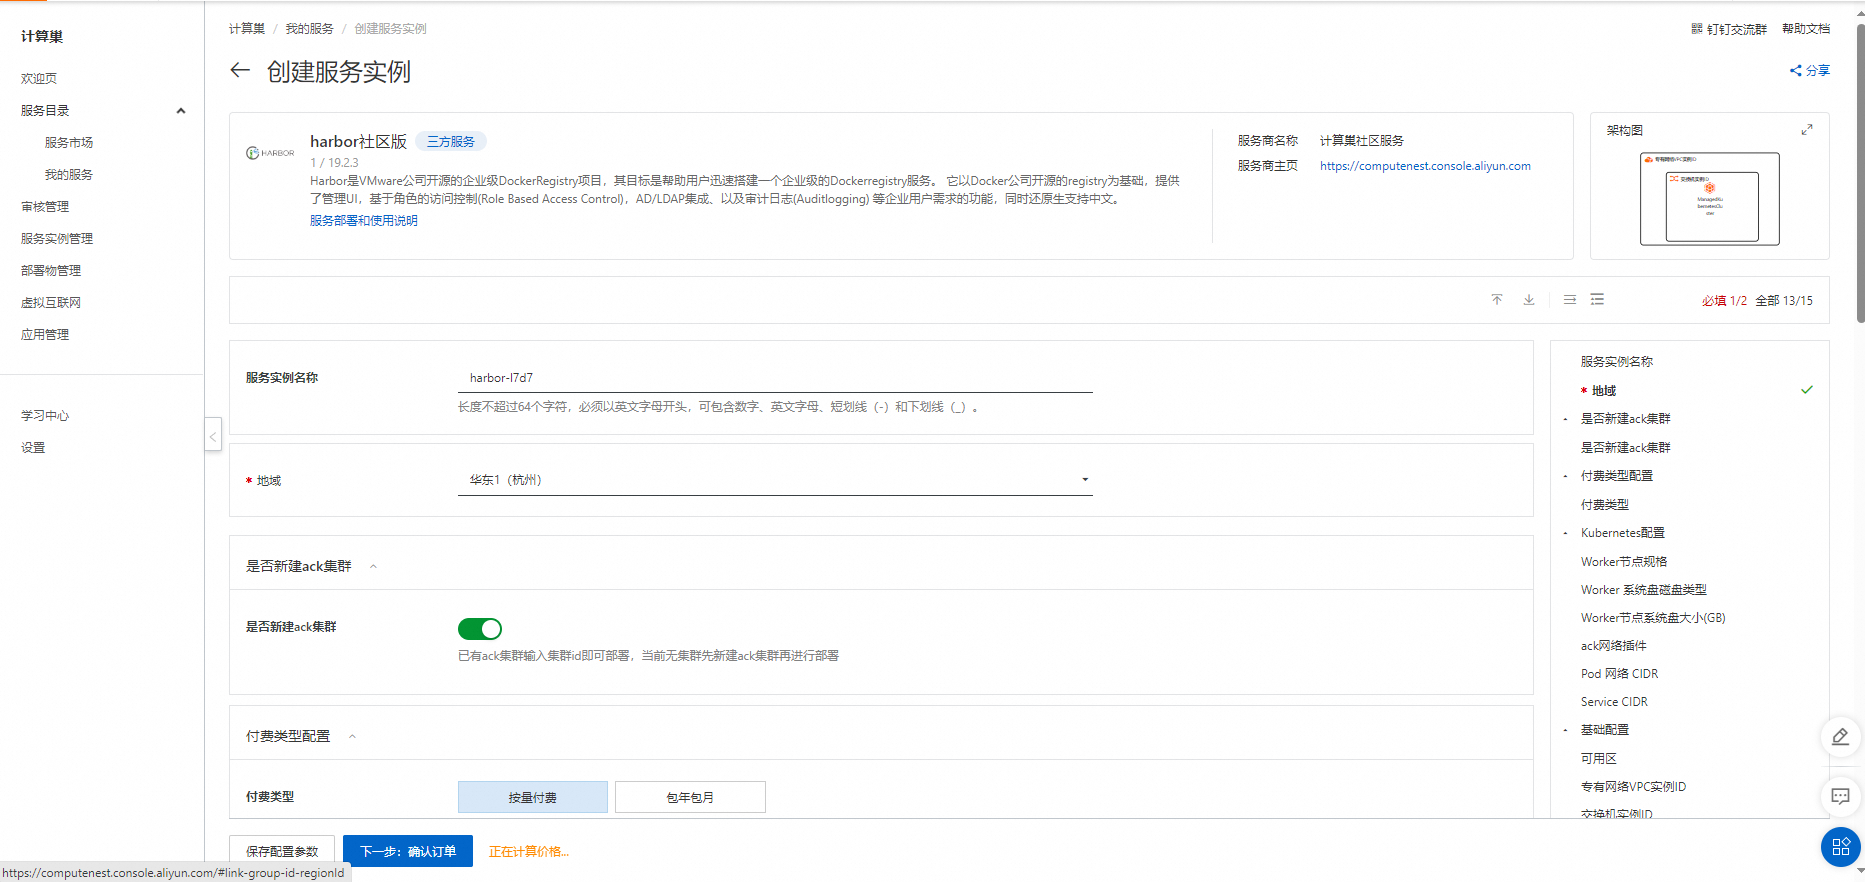 计算巢
欢迎页
服务目录
服务市场
我的服务
审核管理
服务实例管理
部署物管理
虚拟互联网
应用管理
学习中心
设置
计算巢 / 我的服务 / 创建服务实例
钉钉交流群 帮助文档
创建服务实例
分享
HARBOR
harbor社区版 三方服务
1 / 19.2.3
Harbor是VMware公司开源的企业级DockerRegistry项目，其目标是帮助用户迅速搭建一个企业级的Dockerregistry服务。 它以Docker公司开源的registry为基础，提供
了管理UI，基于角色的访问控制(Role Based Access Control)，AD/LDAP集成、以及审计日志(Auditlogging) 等企业用户需求的功能，同时还原生支持中文。
服务部署和使用说明
服务商名称 计算巢社区服务
服务商主页 https://computenest.console.aliyun.com
架构图
专有网络VPC实例ID
交换机实例ID
ManagedKu
bernetesClu
ster
必填 1/2 全部 13/15
服务实例名称
harbor-l7d7
长度不超过64个字符，必须以英文字母开头，可包含数字、英文字母、短划线（-）和下划线（_）。
* 地域
华东1（杭州）
是否新建ack集群
是否新建ack集群
已有ack集群输入集群id即可部署，当前无集群先新建ack集群再进行部署
付费类型配置
付费类型
按量付费
包年包月
服务实例名称
* 地域
是否新建ack集群
是否新建ack集群
付费类型配置
付费类型
Kubernetes配置
Worker节点规格
Worker 系统盘磁盘类型
Worker节点系统盘大小(GB)
ack网络插件
Pod 网络 CIDR
Service CIDR
基础配置
可用区
专有网络VPC实例ID
交换机实例ID
保存配置参数
下一步：确认订单
正在计算价格...
https://computenest.console.aliyun.com/#link-group-id-regionId